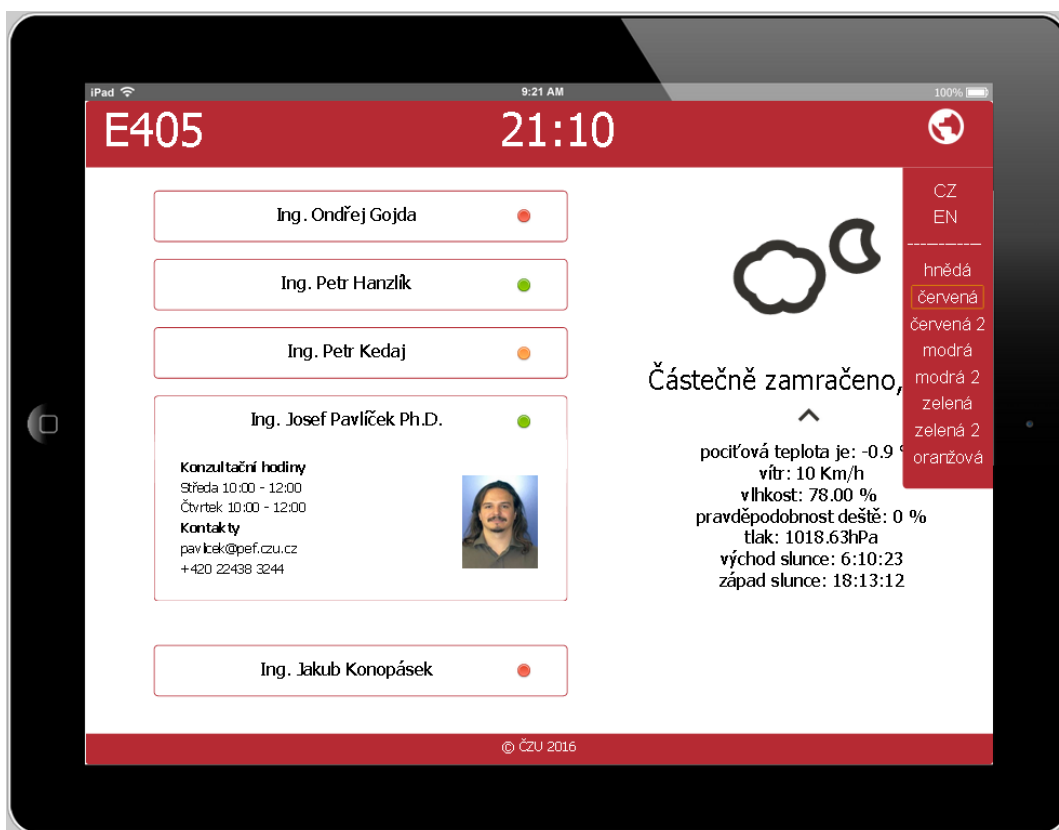 iPad 9:21 AM 100%
E405 21:10
Ing. Ondřej Gojda
Ing. Petr Hanzlík
Ing. Petr Kedaj
Ing. Josef Pavlíček Ph.D.
Konzultační hodiny
Středa 10:00 - 12:00
Čtvrtek 10:00 - 12:00
Kontakty
pavlicek@pef.czu.cz
+420 22438 3244
Ing. Jakub Konopásek
Částečně zamračeno,
pociťová teplota je: -0.9
vítr: 10 Km/h
vlhkost: 78.00 %
pravděpodobnost deště: 0 %
tlak: 1018.63hPa
východ slunce: 6:10:23
západ slunce: 18:13:12
CZ
EN
------------
hnědá
červená
červená 2
modrá
modrá 2
zelená
zelená 2
oranžová
© ČZU 2016